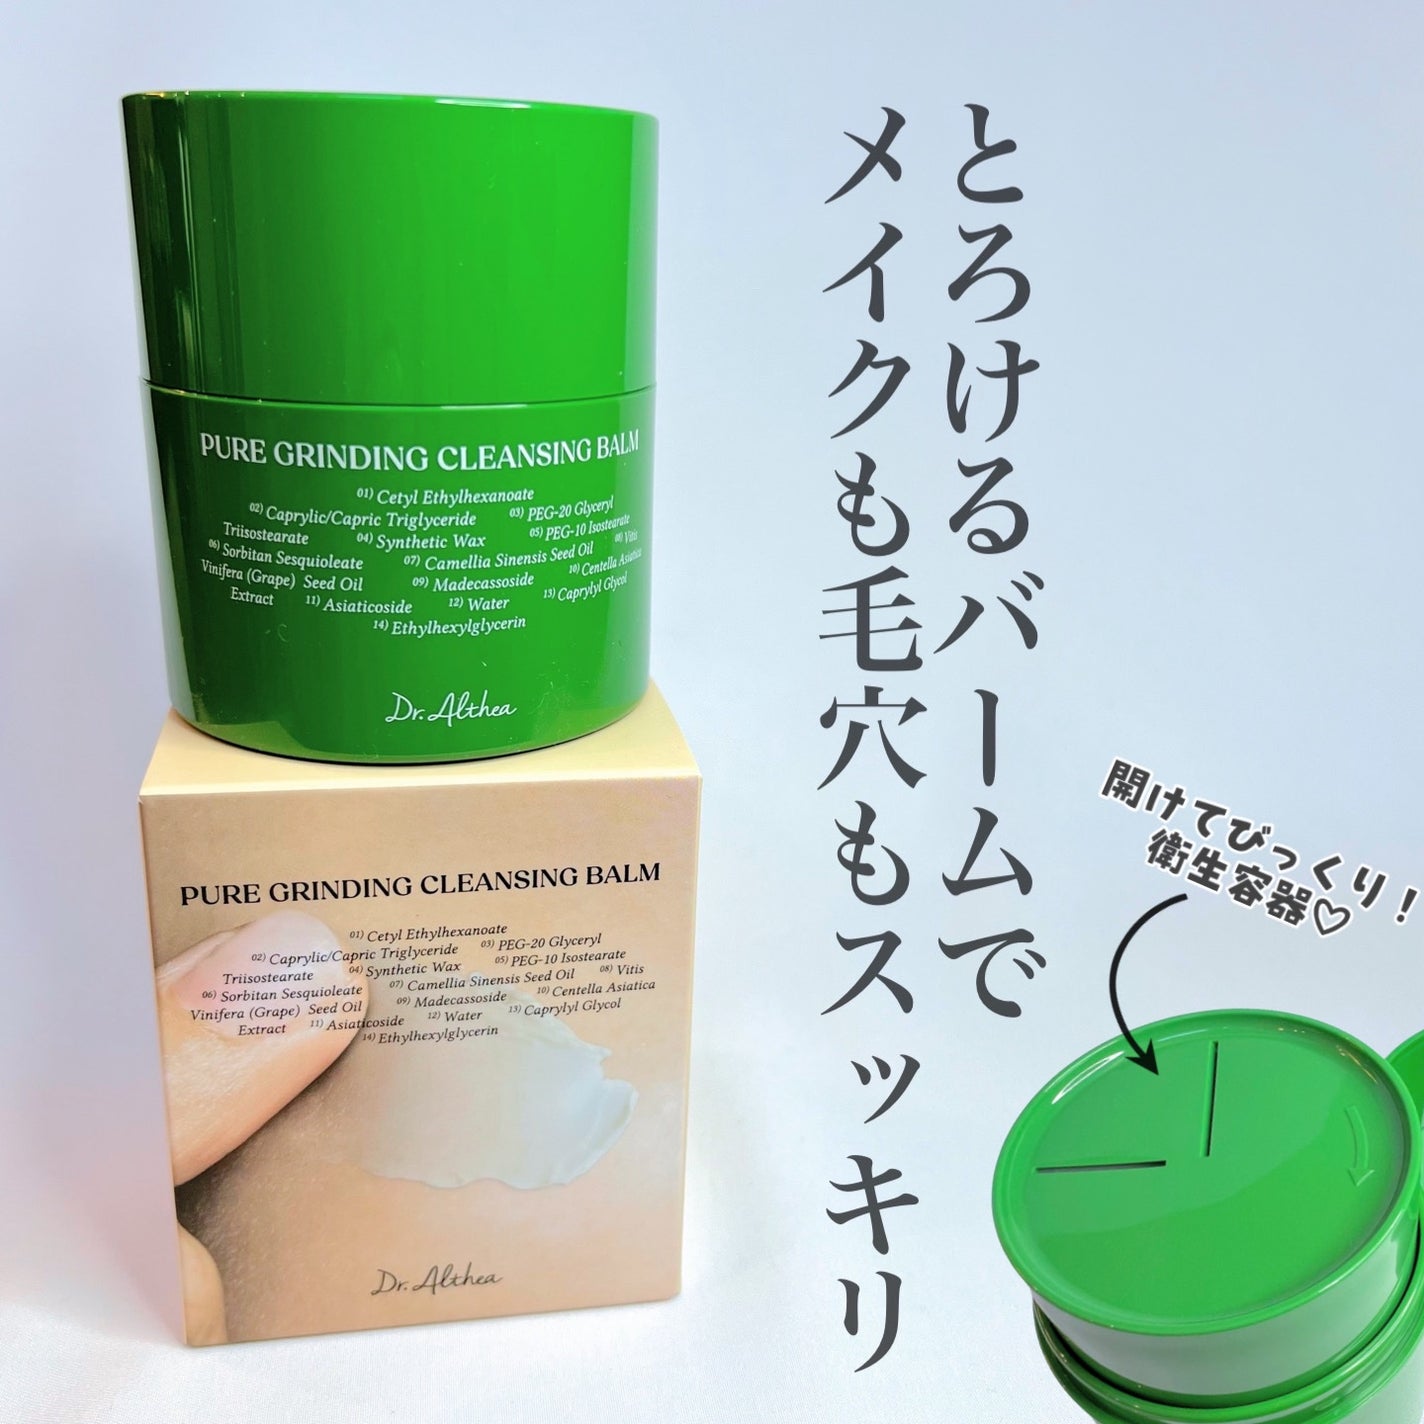 とろけるバームで
メイクも毛穴もスッキリ
PURE GRINDING CLEANSING BALM
01) Cetyl Ethylhexanoate
02) Caprylic/Capric Triglyceride 03) PEG-20 Glyceryl
Triisostearate 04) Synthetic Wax 05) PEG-10 Isostearate
06) Sorbitan Sesquioleate 07) Camellia Sinensis Seed Oil 08) Vitis
Vinifera (Grape) Seed Oil 09) Madecassoside 10) Centella Asiatica
Extract 11) Asiaticoside 12) Water 13) Caprylyl Glycol
14) Ethylhexylglycerin
Dr. Althea
PURE GRINDING CLEANSING BALM
01) Cetyl Ethylhexanoate
02) Caprylic/Capric Triglyceride 03) PEG-20 Glyceryl
Triisostearate 04) Synthetic Wax 05) PEG-10 Isostearate
06) Sorbitan Sesquioleate 07) Camellia Sinensis Seed Oil 08) Vitis
Vinifera (Grape) Seed Oil 09) Madecassoside 10) Centella Asiatica
Extract 11) Asiaticoside 12) Water 13) Caprylyl Glycol
14) Ethylhexylglycerin
Dr. Althea
開けてびっくり！
衛生容器♡